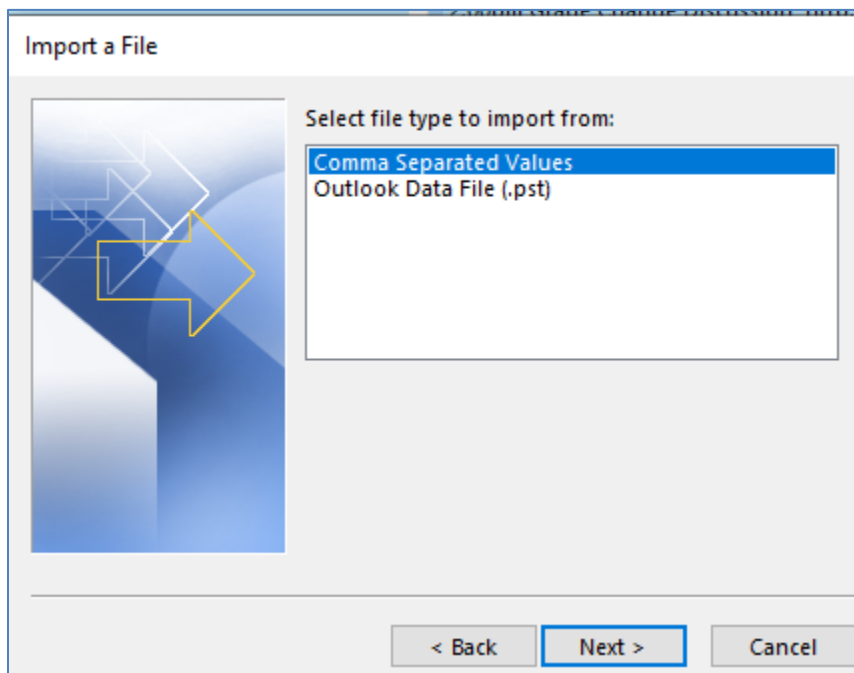 Import a File
Select file type to import from:
Comma Separated Values
Outlook Data File (.pst)
< Back
Next >
Cancel